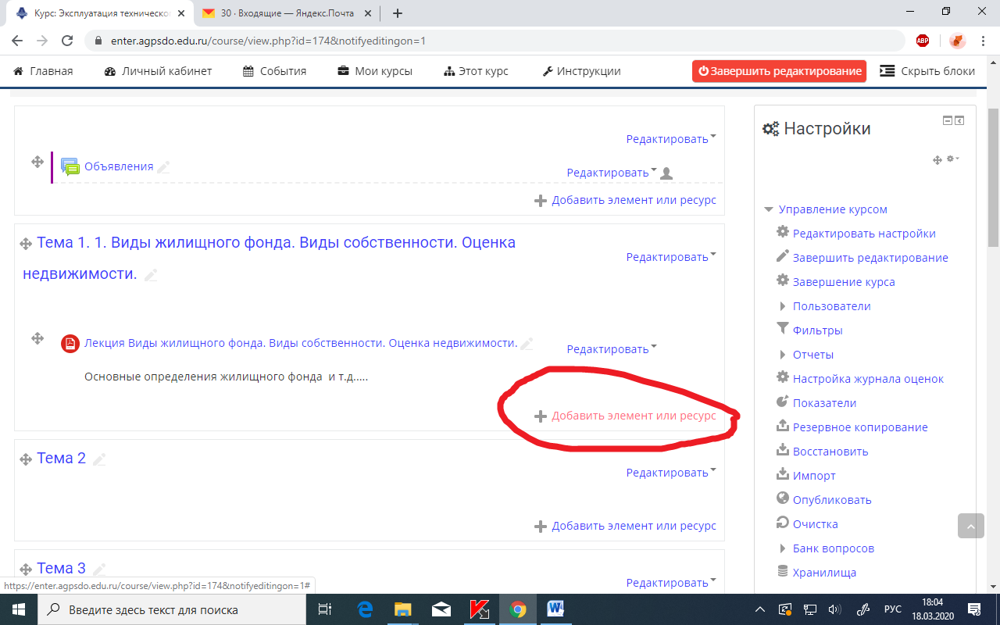 Курс: Эксплуатация техническо
30 · Входящие — Яндекс.Почта
enter.agpsdo.edu.ru/course/view.php?id=174&notifyeditingon=1
ABP
Главная
Личный кабинет
События
Мои курсы
Этот курс
Инструкции
Завершить редактирование
Скрыть блоки
Редактировать
Объявления
Редактировать
Добавить элемент или ресурс
Тема 1. 1. Виды жилищного фонда. Виды собственности. Оценка
недвижимости.
Редактировать
Лекция Виды жилищного фонда. Виды собственности. Оценка недвижимости.
Редактировать
Основные определения жилищного фонда  и т.д.....
Добавить элемент или ресурс
Тема 2
Редактировать
Добавить элемент или ресурс
Тема 3
Редактировать
Настройки
Управление курсом
Редактировать настройки
Завершить редактирование
Завершение курса
Пользователи
Фильтры
Отчеты
Настройка журнала оценок
Показатели
Резервное копирование
Восстановить
Импорт
Опубликовать
Очистка
Банк вопросов
Хранилища
https://enter.agpsdo.edu.ru/course/view.php?id=174&notifyeditingon=1#
Введите здесь текст для поиска
РУС
18:04
18.03.2020